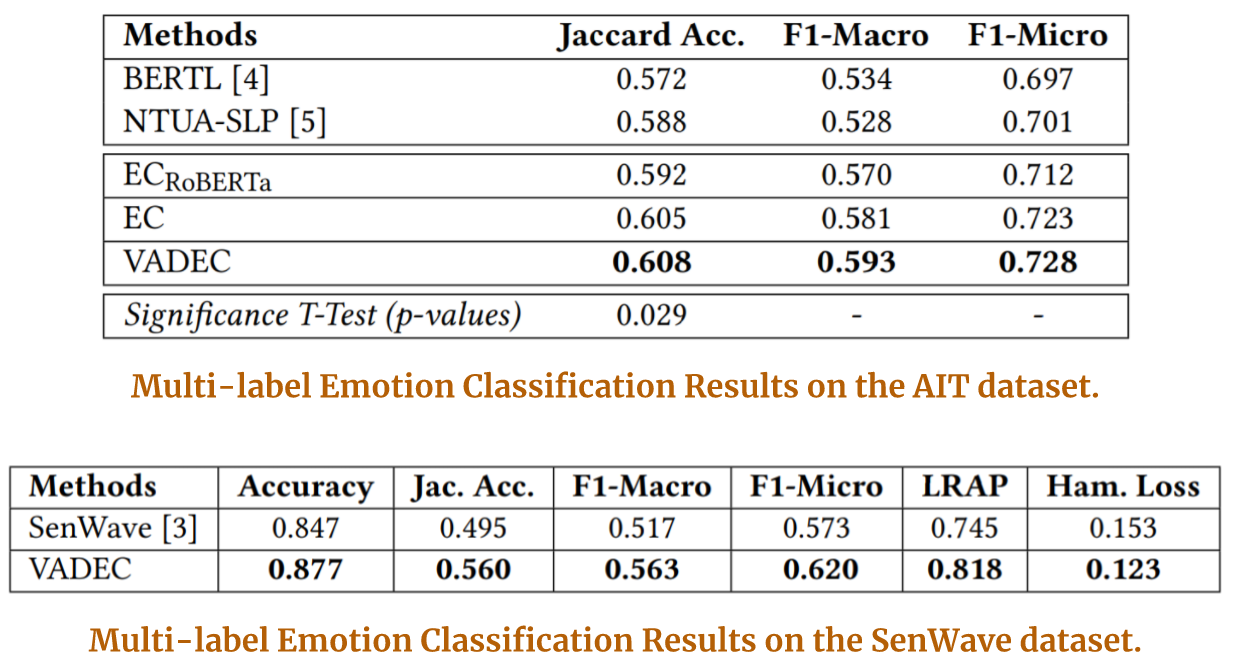 Methods Jaccard Acc. F1-Macro F1-Micro
BERTL [4] 0.572 0.534 0.697
NTUA-SLP [5] 0.588 0.528 0.701
ECRoBERTa 0.592 0.570 0.712
EC 0.605 0.581 0.723
VADEC 0.608 0.593 0.728
Significance T-Test (p-values) 0.029 - -
Multi-label Emotion Classification Results on the AIT dataset.
Methods Accuracy Jac. Acc. F1-Macro F1-Micro LRAP Ham. Loss
SenWave [3] 0.847 0.495 0.517 0.573 0.745 0.153
VADEC 0.877 0.560 0.563 0.620 0.818 0.123
Multi-label Emotion Classification Results on the SenWave dataset.